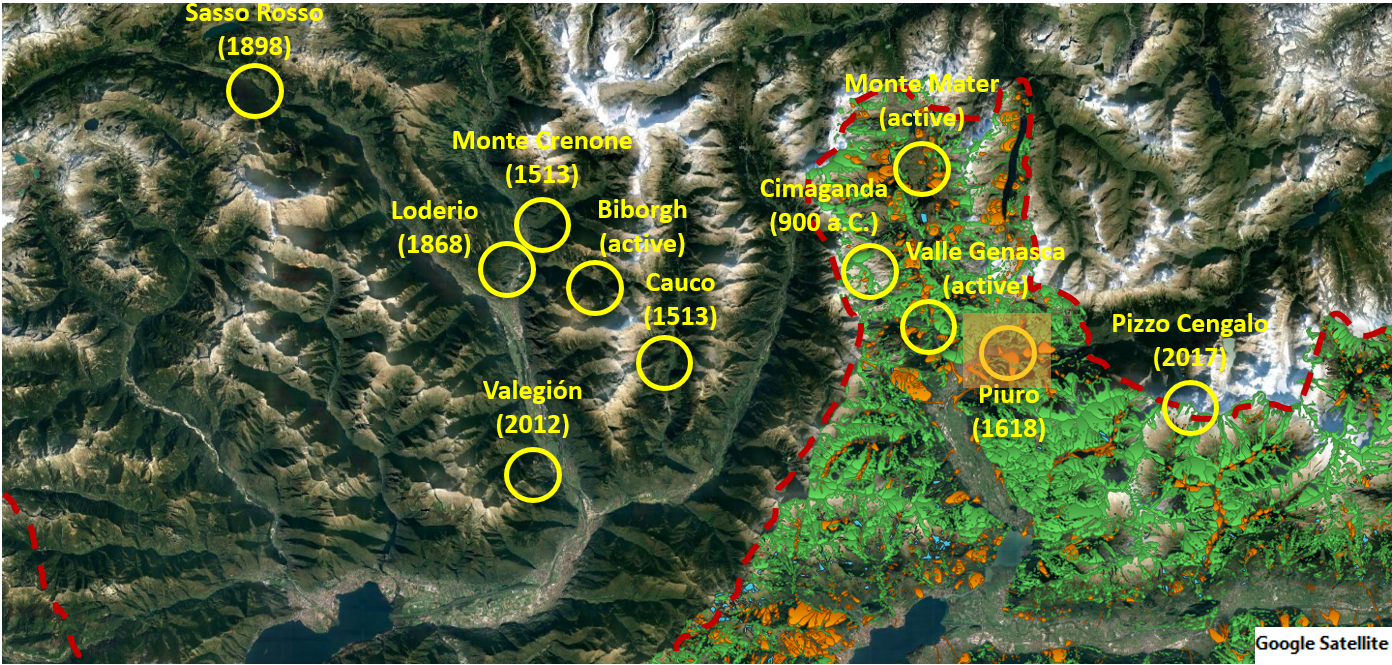 Sasso Rosso
(1898)
Monte Mater
(active)
Monte Crenone
(1513)
Cimaganda
(900 a.C.)
Loderio
(1868)
Biborgh
(active)
Valle Genasca
(active)
Cauco
(1513)
Pizzo Cengalo
(2017)
Valegión
(2012)
Piuro
(1618)
Google Satellite